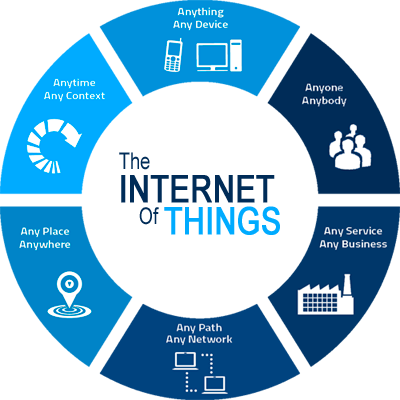 Anything
Any Device
Anyone
Anybody
Any Service
Any Business
Any Path
Any Network
Any Place
Anywhere
Anytime
Any Context
The
INTERNET
Of THINGS